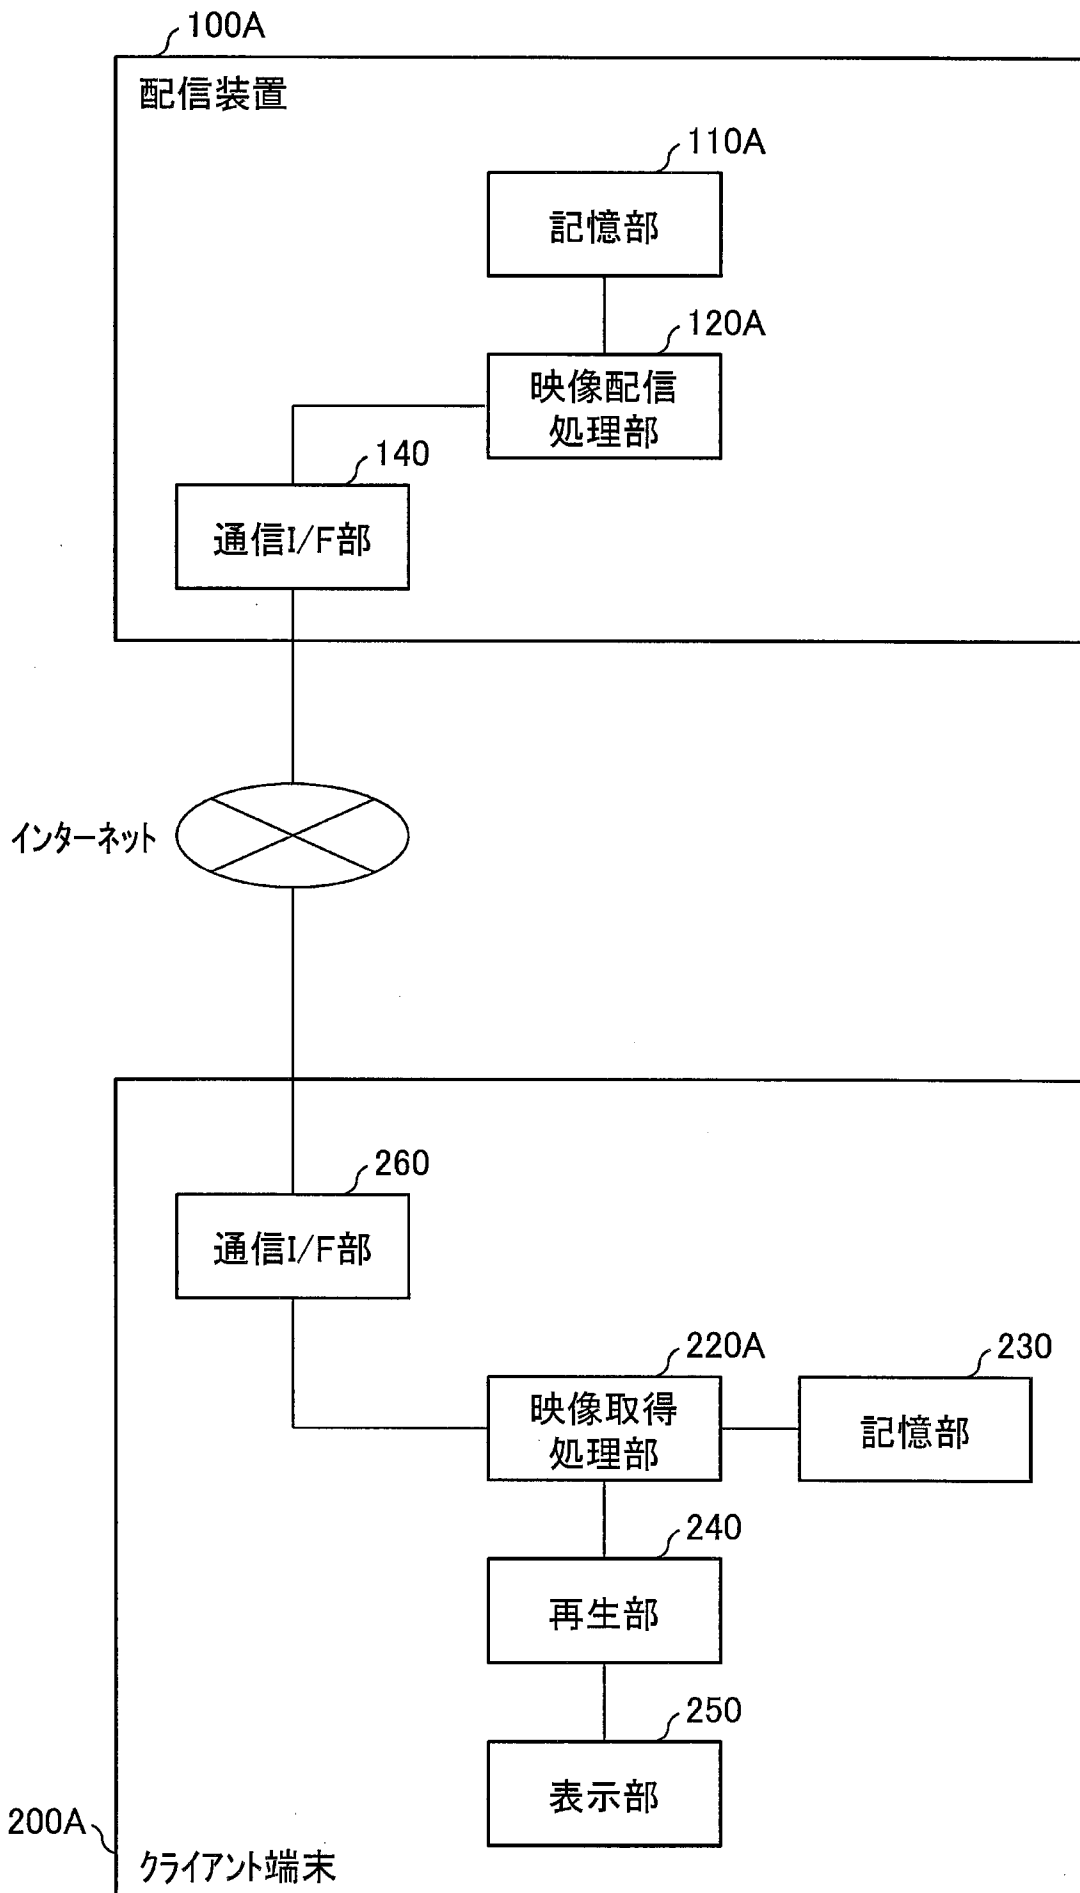 100A
配信装置
110A
記憶部
120A
映像配信
処理部
140
通信I/F部
インターネット
260
通信I/F部
220A
映像取得
処理部
230
記憶部
240
再生部
250
表示部
200A
クライアント端末